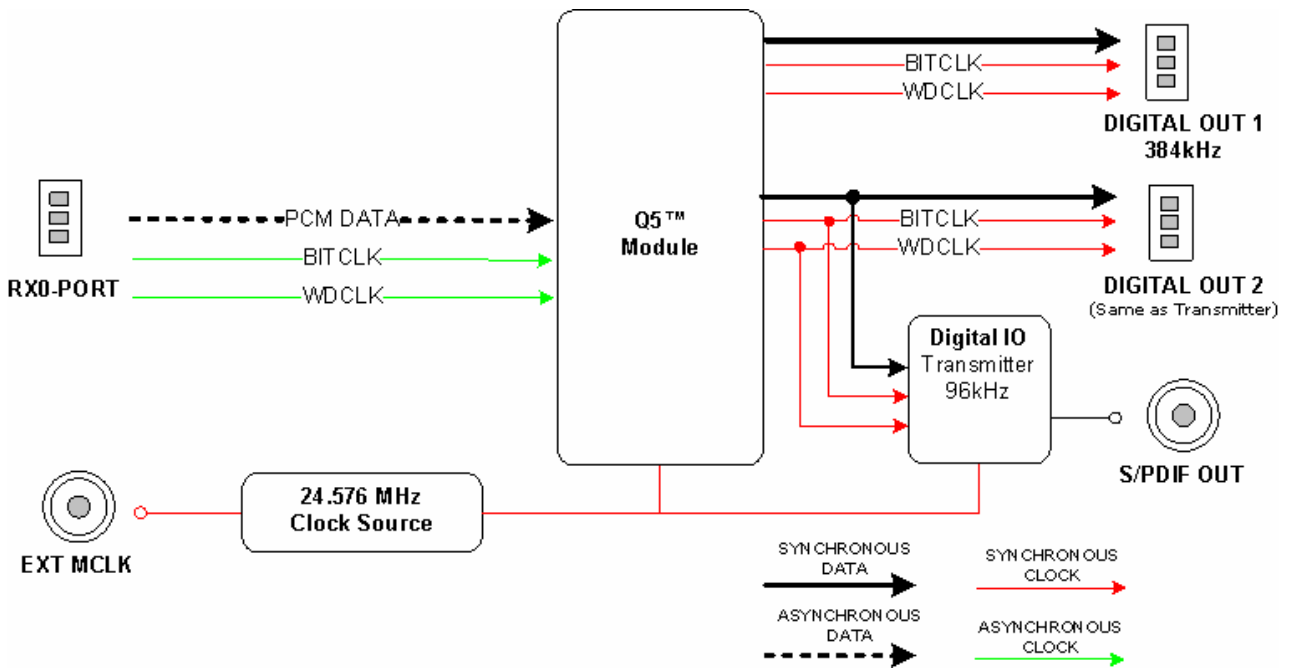 BITCLK
WDCLK
DIGITAL OUT 1
384kHz
PCM DATA
BITCLK
WDCLK
RX0-PORT
Q5™
Module
BITCLK
WDCLK
DIGITAL OUT 2
(Same as Transmitter)
Digital IO
Transmitter
96kHz
S/PDIF OUT
24.576 MHz
Clock Source
EXT MCLK
SYNCHRONOUS
DATA
SYNCHRONOUS
CLOCK
ASYNCHRONOUS
DATA
ASYNCHRONOUS
CLOCK